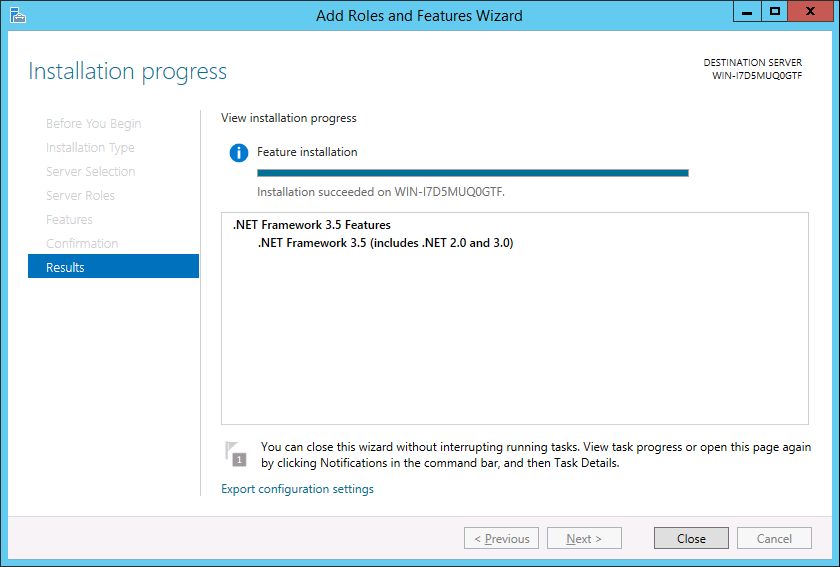 Add Roles and Features Wizard
Installation progress
DESTINATION SERVER
WIN-I7D5MUQ0GTF
Before You Begin
Installation Type
Server Selection
Server Roles
Features
Confirmation
Results
View installation progress
Feature installation
Installation succeeded on WIN-I7D5MUQ0GTF.
.NET Framework 3.5 Features
.NET Framework 3.5 (includes .NET 2.0 and 3.0)
1
You can close this wizard without interrupting running tasks. View task progress or open this page again
by clicking Notifications in the command bar, and then Task Details.
Export configuration settings
< Previous
Next >
Close
Cancel